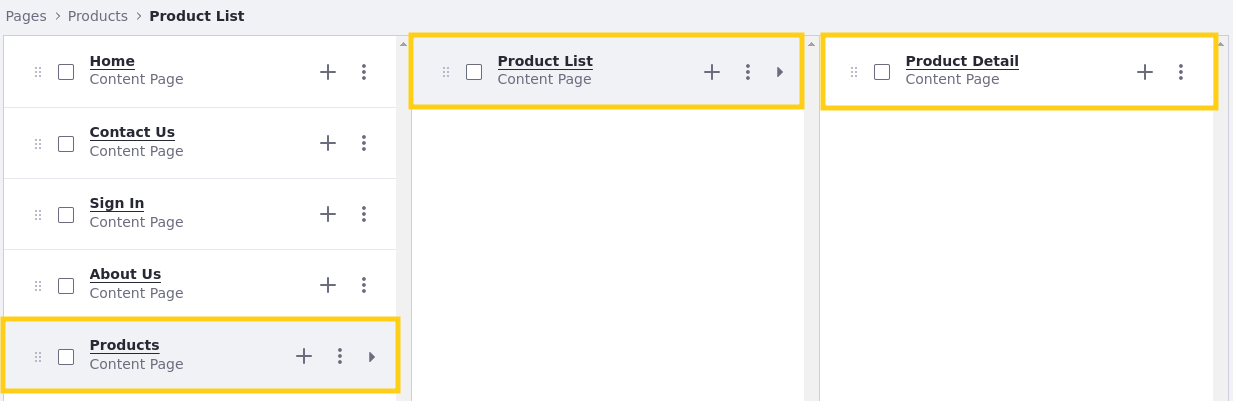 Pages > Products > Product List
Home
Content Page
Contact Us
Content Page
Sign In
Content Page
About Us
Content Page
Products
Content Page
Product List
Content Page
Product Detail
Content Page